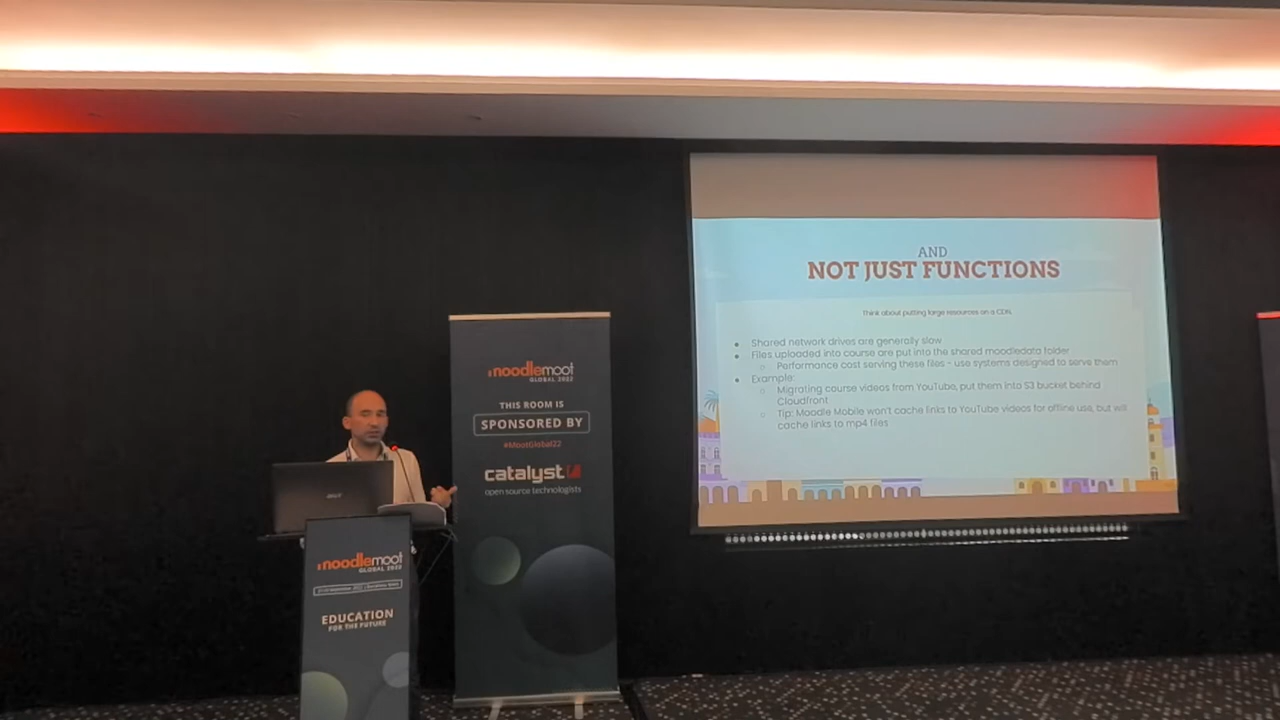 AND
NOT JUST FUNCTIONS
Think about putting large resources on a CDN.
Shared network drives are generally slow
Files uploaded into course are put into the shared moodledata folder
Performance cost serving these files - use systems designed to serve them
Example:
Migrating course videos from YouTube, put them into S3 bucket behind
Cloudfront
Tip: Moodle Mobile won't cache links to YouTube videos for offline use, but will
cache links to mp4 files
moodlemoot
GLOBAL 2022
THIS ROOM IS
SPONSORED BY
#MootGlobal22
catalyst
open source technologists
acer
moodlemoot
GLOBAL 2022
EDUCATION
FOR THE FUTURE